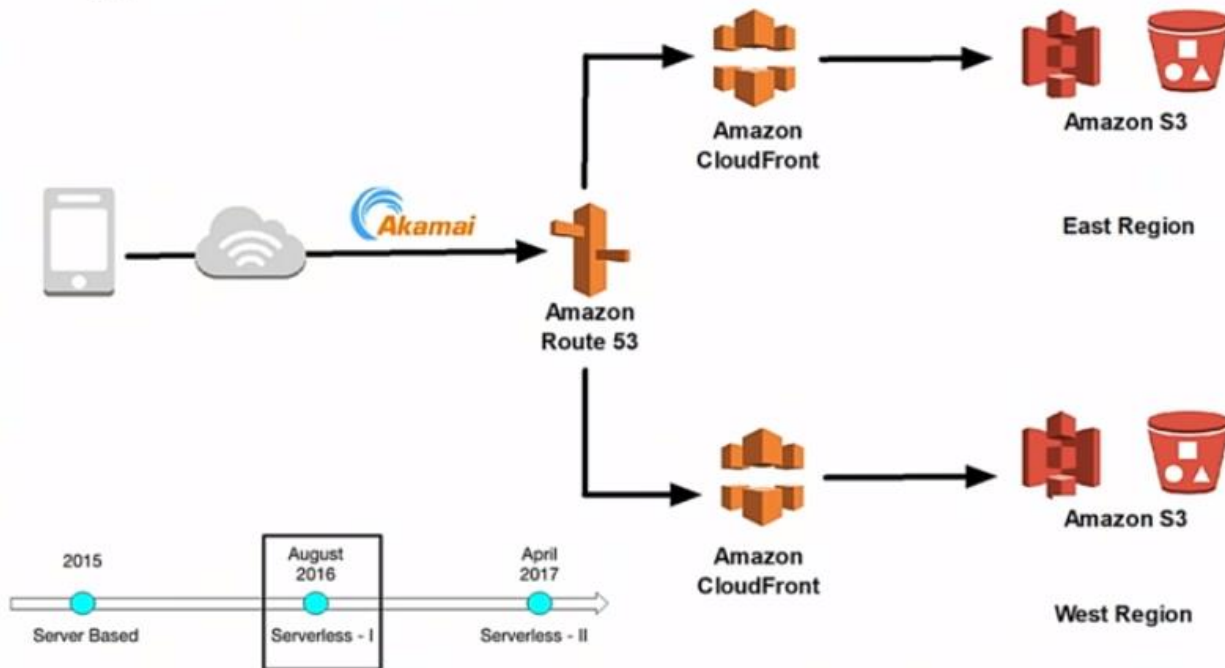 Amazon
CloudFront
Amazon S3
East Region
Akamai
Amazon
Route 53
Amazon
CloudFront
Amazon S3
West Region
2015
August
2016
April
2017
Server Based
Serverless - I
Serverless - II